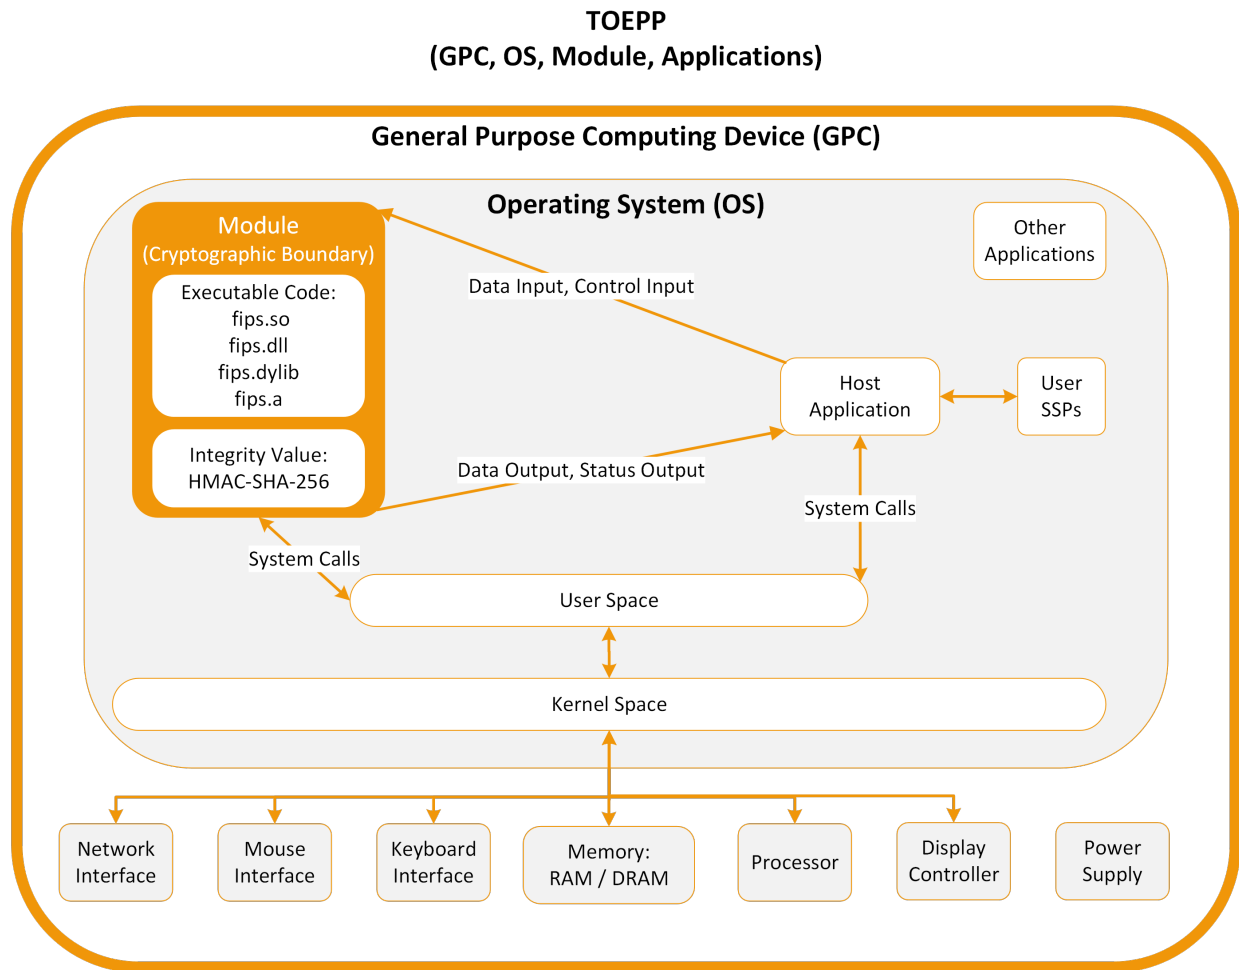 TOEPP
(GPC, OS, Module, Applications)
General Purpose Computing Device (GPC)
Operating System (OS)
Module
(Cryptographic Boundary)
Executable Code:
fips.so
fips.dll
fips.dylib
fips.a
Integrity Value:
HMAC-SHA-256
Other
Applications
Data Input, Control Input
Host
Application
User
SSPs
Data Output, Status Output
System Calls
System Calls
User Space
Kernel Space
Network
Interface
Mouse
Interface
Keyboard
Interface
Memory:
RAM / DRAM
Processor
Display
Controller
Power
Supply